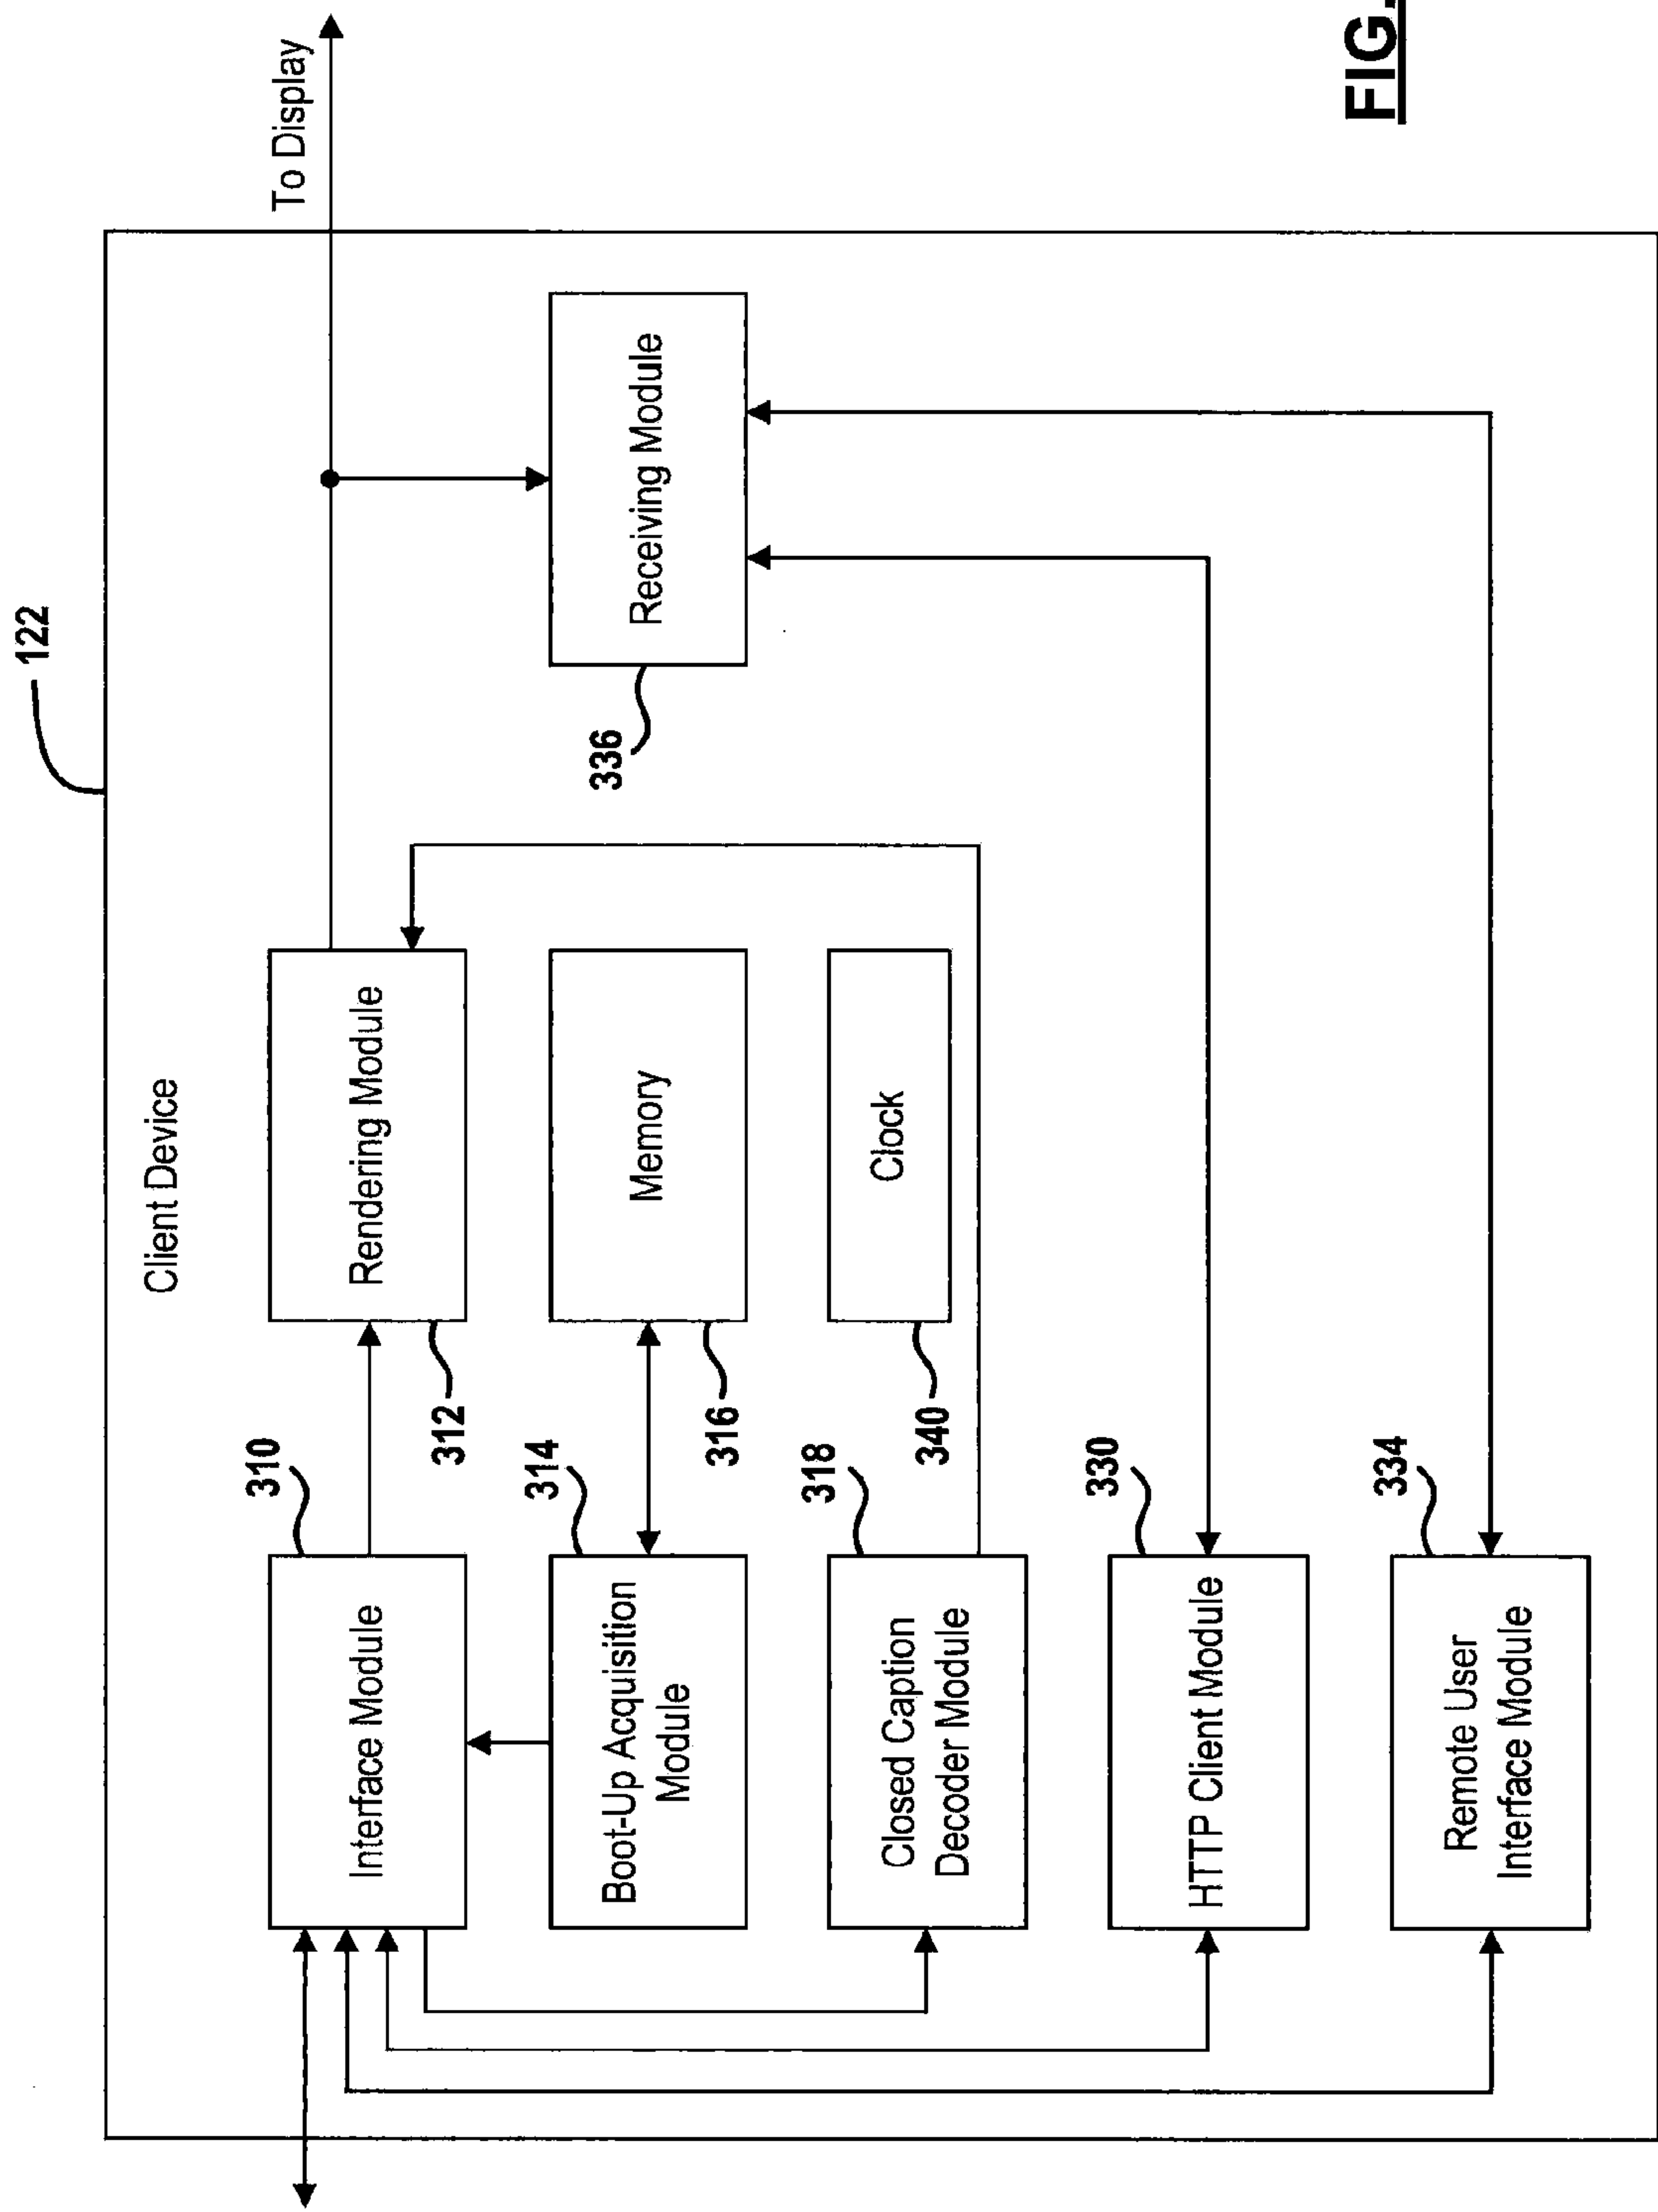 122
Client Device
To Display
310
Interface Module
312
Rendering Module
314
Boot-Up Acquisition
Module
316
Memory
336
Receiving Module
318
Closed Caption
Decoder Module
340
Clock
330
HTTP Client Module
334
Remote User
Interface Module
FIG.